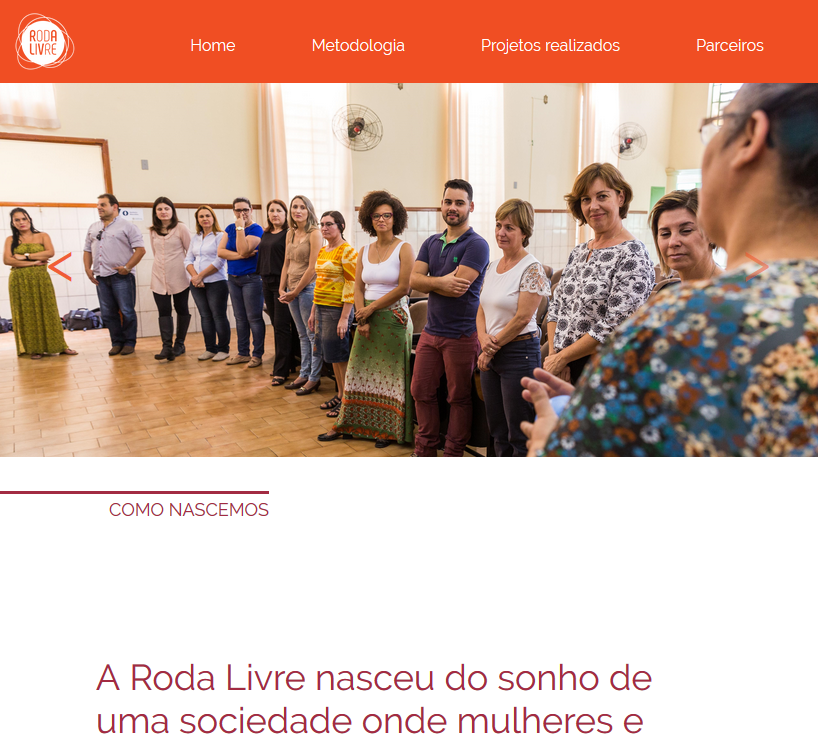 RODA
LIVRE
Home
Metodologia
Projetos realizados
Parceiros
COMO NASCEMOS
A Roda Livre nasceu do sonho de
uma sociedade onde mulheres e